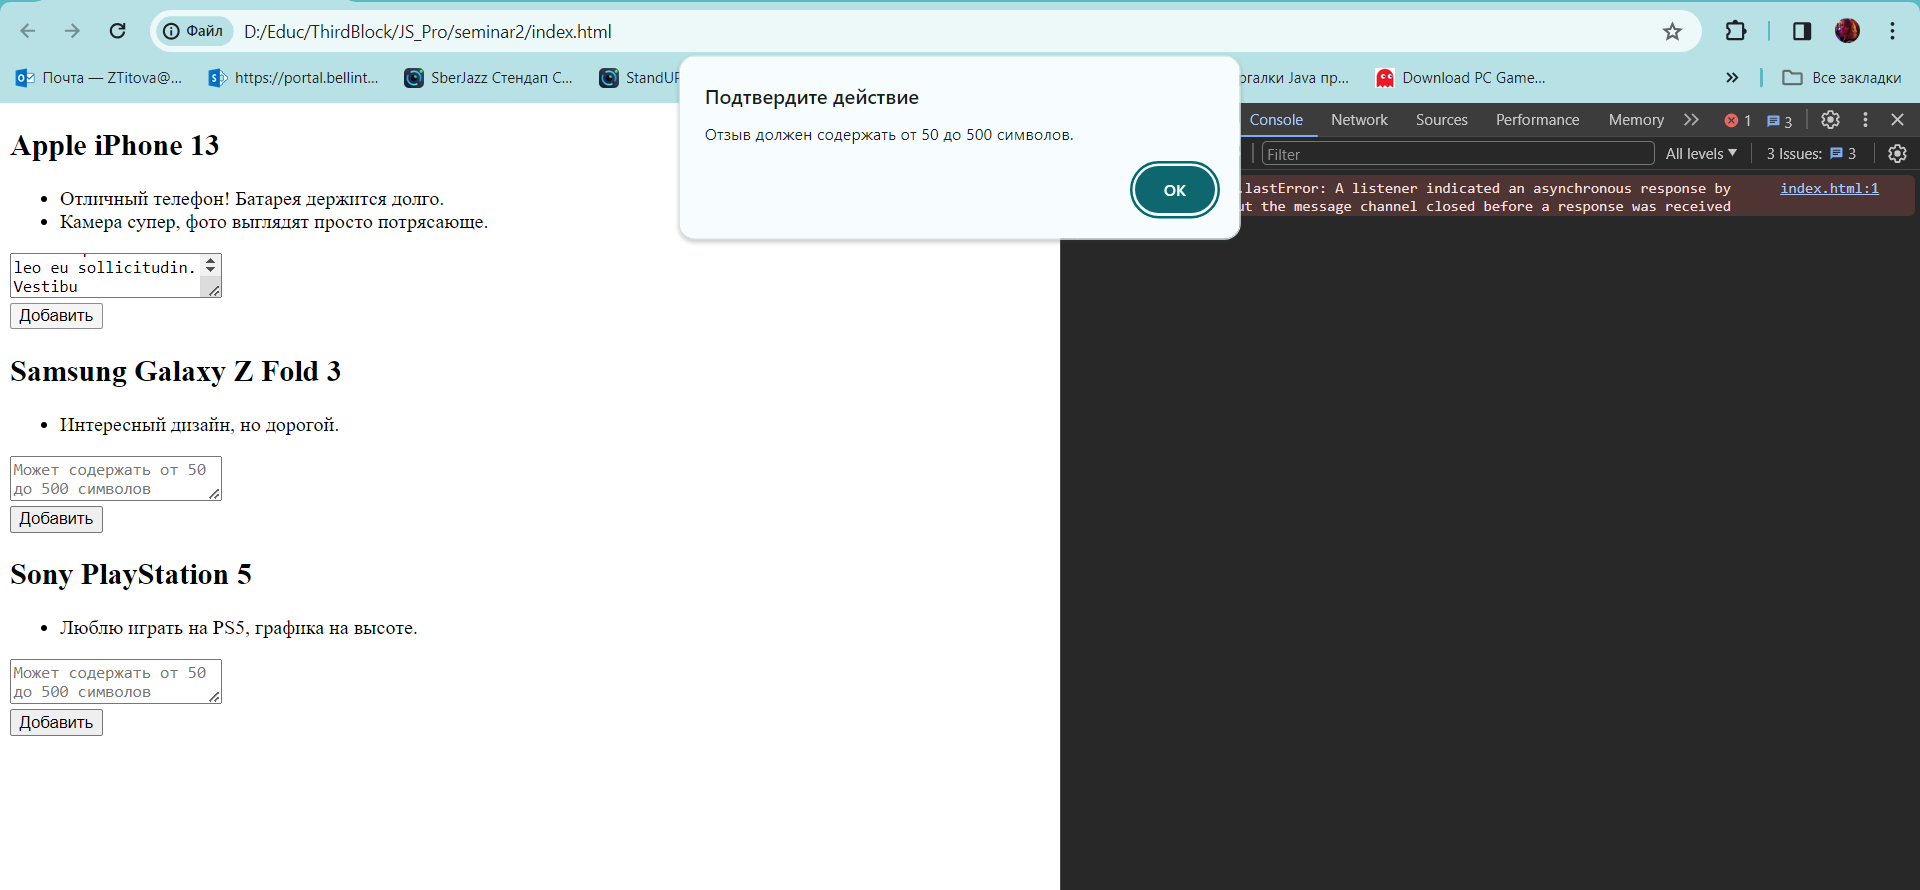 Файл
D:/Educ/ThirdBlock/JS_Pro/seminar2/index.html
Почта — ZTitova@...
https://portal.bellint...
SberJazz Стендап С...
StandUP
ргалки Java пр...
Download PC Game...
Все закладки
Подтвердите действие
Отзыв должен содержать от 50 до 500 символов.
ОК
Apple iPhone 13
Отличный телефон! Батарея держится долго.
Камера супер, фото выглядят просто потрясающе.
leo eu sollicitudin.
Vestibu
Добавить
Samsung Galaxy Z Fold 3
Интересный дизайн, но дорогой.
Может содержать от 50
до 500 символов
Добавить
Sony PlayStation 5
Люблю играть на PS5, графика на высоте.
Может содержать от 50
до 500 символов
Добавить
Console Network Sources Performance Memory 1 3
Filter All levels 3 Issues: 3
.lastError: A listener indicated an asynchronous response by index.html:1
ut the message channel closed before a response was received